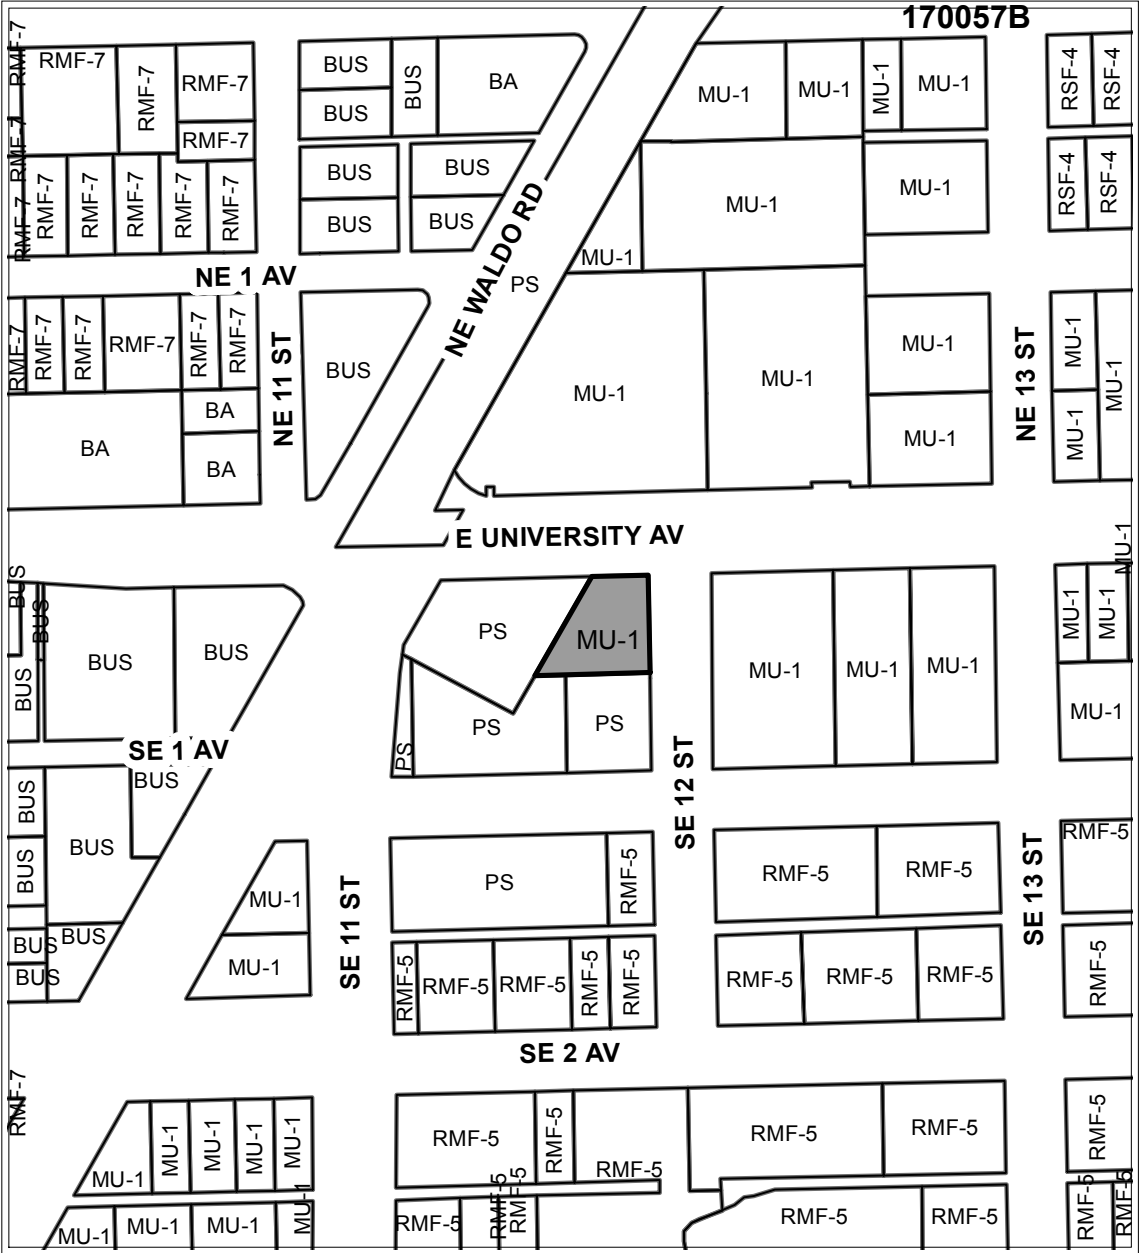 170057B
RMF-7
RMF-7
RMF-7
RMF-7
RMF-7
RMF-7
RMF-7
RMF-7
RMF-7
RMF-7
RMF-7
RMF-7
RMF-7
BUS
BUS
BUS
BA
BUS
BUS
BUS
BUS
MU-1
MU-1
MU-1
MU-1
MU-1
MU-1
MU-1
RSF-4
RSF-4
RSF-4
RSF-4
NE 1 AV
NE WALDO RD
PS
RMF-7
RMF-7
RMF-7
RMF-7
RMF-7
RMF-7
BA
BA
BA
NE 11 ST
BUS
MU-1
MU-1
MU-1
MU-1
NE 13 ST
MU-1
MU-1
MU-1
E UNIVERSITY AV
BUS
BUS
BUS
BUS
BUS
PS
MU-1
PS
PS
PS
MU-1
MU-1
MU-1
MU-1
MU-1
MU-1
MU-1
SE 1 AV
BUS
BUS
BUS
BUS
BUS
BUS
BUS
MU-1
MU-1
SE 11 ST
SE 12 ST
SE 13 ST
PS
RMF-5
RMF-5
RMF-5
RMF-5
RMF-5
RMF-5
RMF-5
RMF-5
RMF-5
RMF-5
RMF-5
RMF-5
RMF-5
SE 2 AV
RMF-7
MU-1
MU-1
MU-1
MU-1
MU-1
MU-1
MU-1
MU-1
MU-1
RMF-5
RMF-5
RMF-5
RMF-5
RMF-5
RMF-5
RMF-5
RMF-5
RMF-5
RMF-5
RMF-5
RMF-5
RMF-5